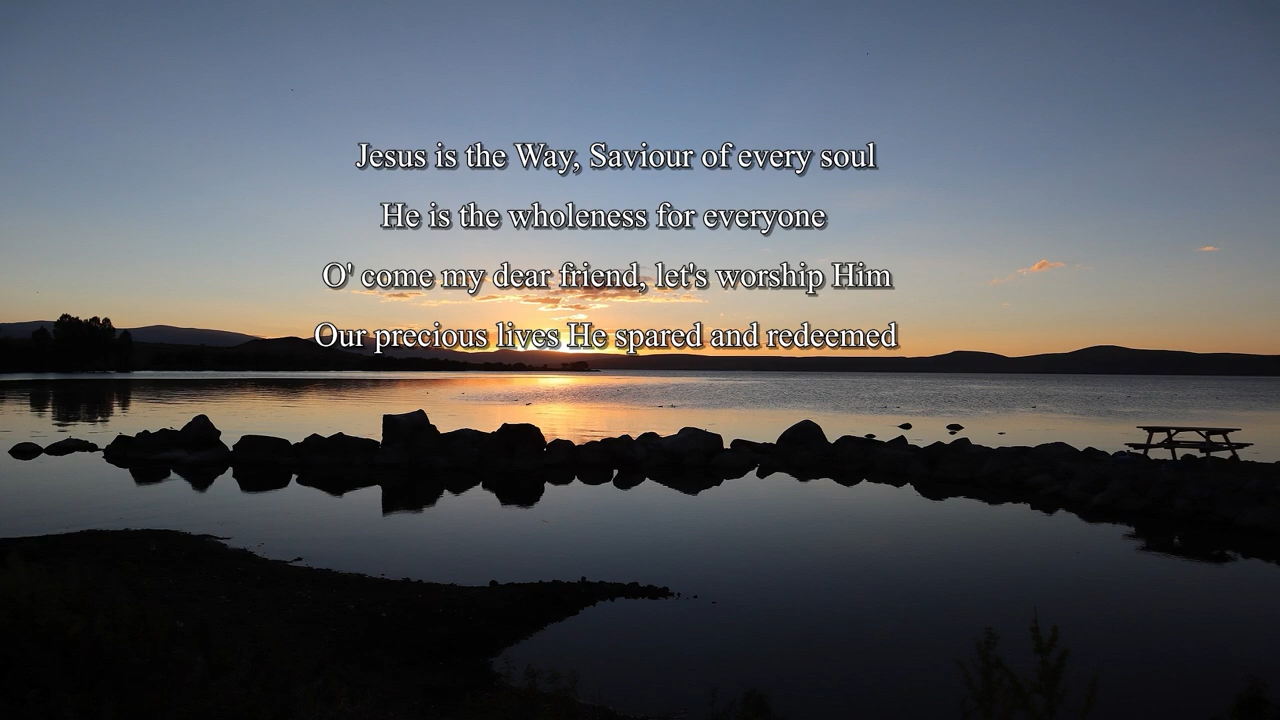 Jesus is the Way, Saviour of every soul
He is the wholeness for everyone
O' come my dear friend, let's worship Him
Our precious lives He spared and redeemed